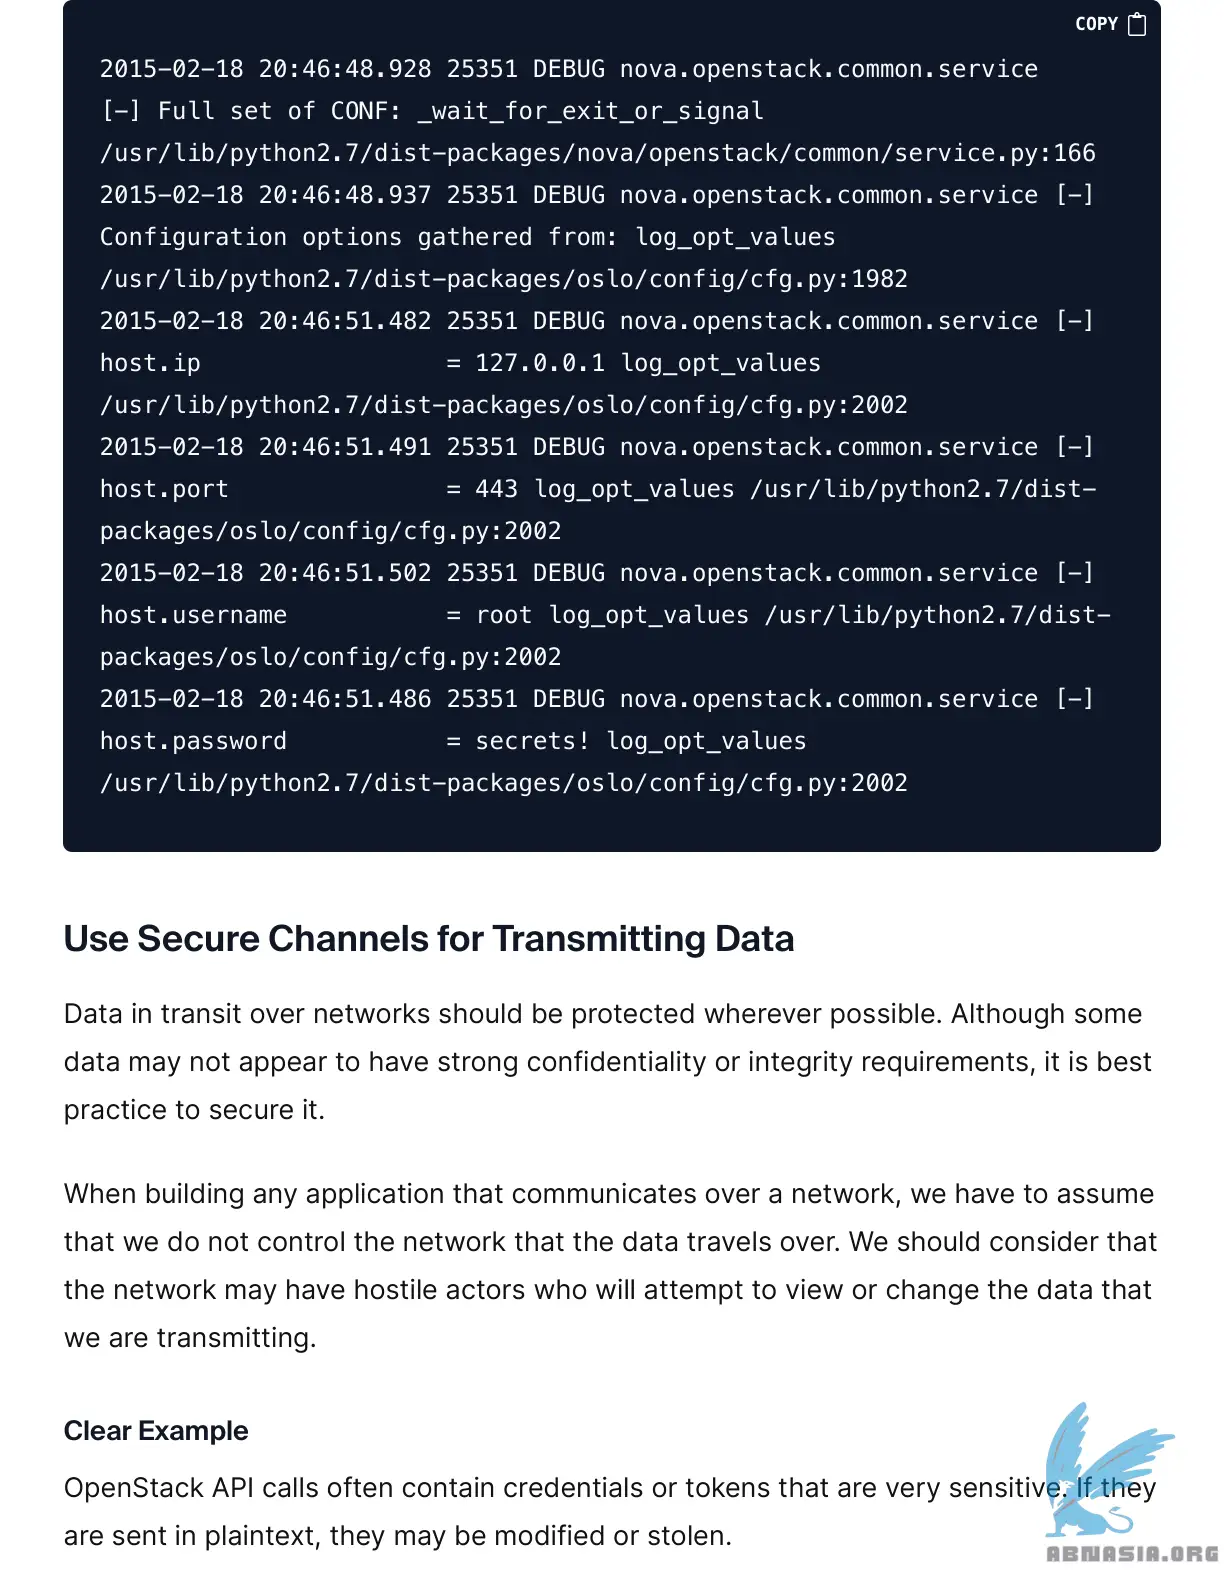 COPY
2015-02-18 20:46:48.928 25351 DEBUG nova.openstack.common.service
[-] Full set of CONF: _wait_for_exit_or_signal
/usr/lib/python2.7/dist-packages/nova/openstack/common/service.py:166
2015-02-18 20:46:48.937 25351 DEBUG nova.openstack.common.service [-]
Configuration options gathered from: log_opt_values
/usr/lib/python2.7/dist-packages/oslo/config/cfg.py:1982
2015-02-18 20:46:51.482 25351 DEBUG nova.openstack.common.service [-]
host.ip                 = 127.0.0.1 log_opt_values
/usr/lib/python2.7/dist-packages/oslo/config/cfg.py:2002
2015-02-18 20:46:51.491 25351 DEBUG nova.openstack.common.service [-]
host.port               = 443 log_opt_values /usr/lib/python2.7/dist-
packages/oslo/config/cfg.py:2002
2015-02-18 20:46:51.502 25351 DEBUG nova.openstack.common.service [-]
host.username           = root log_opt_values /usr/lib/python2.7/dist-
packages/oslo/config/cfg.py:2002
2015-02-18 20:46:51.486 25351 DEBUG nova.openstack.common.service [-]
host.password           = secrets! log_opt_values
/usr/lib/python2.7/dist-packages/oslo/config/cfg.py:2002
Use Secure Channels for Transmitting Data
Data in transit over networks should be protected wherever possible. Although some
data may not appear to have strong confidentiality or integrity requirements, it is best
practice to secure it.
When building any application that communicates over a network, we have to assume
that we do not control the network that the data travels over. We should consider that
the network may have hostile actors who will attempt to view or change the data that
we are transmitting.
Clear Example
OpenStack API calls often contain credentials or tokens that are very sensitive. If they
are sent in plaintext, they may be modified or stolen.
ABNASIA.ORG